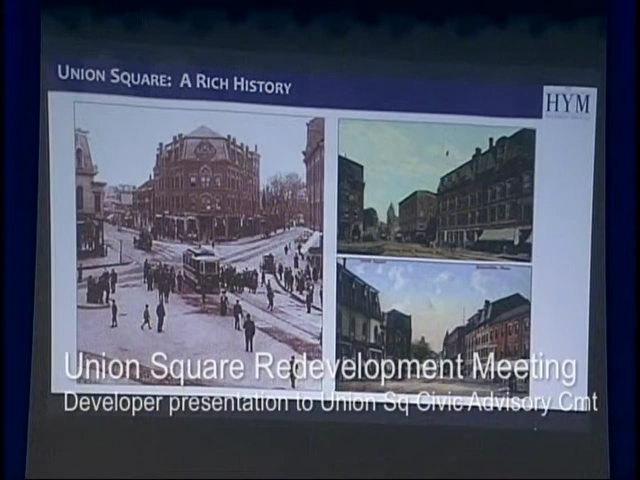 UNION SQUARE: A RICH HISTORY
HYM
Union Square Redevelopment Meeting
Developer presentation to Union Sq Civic Advisory Cmt